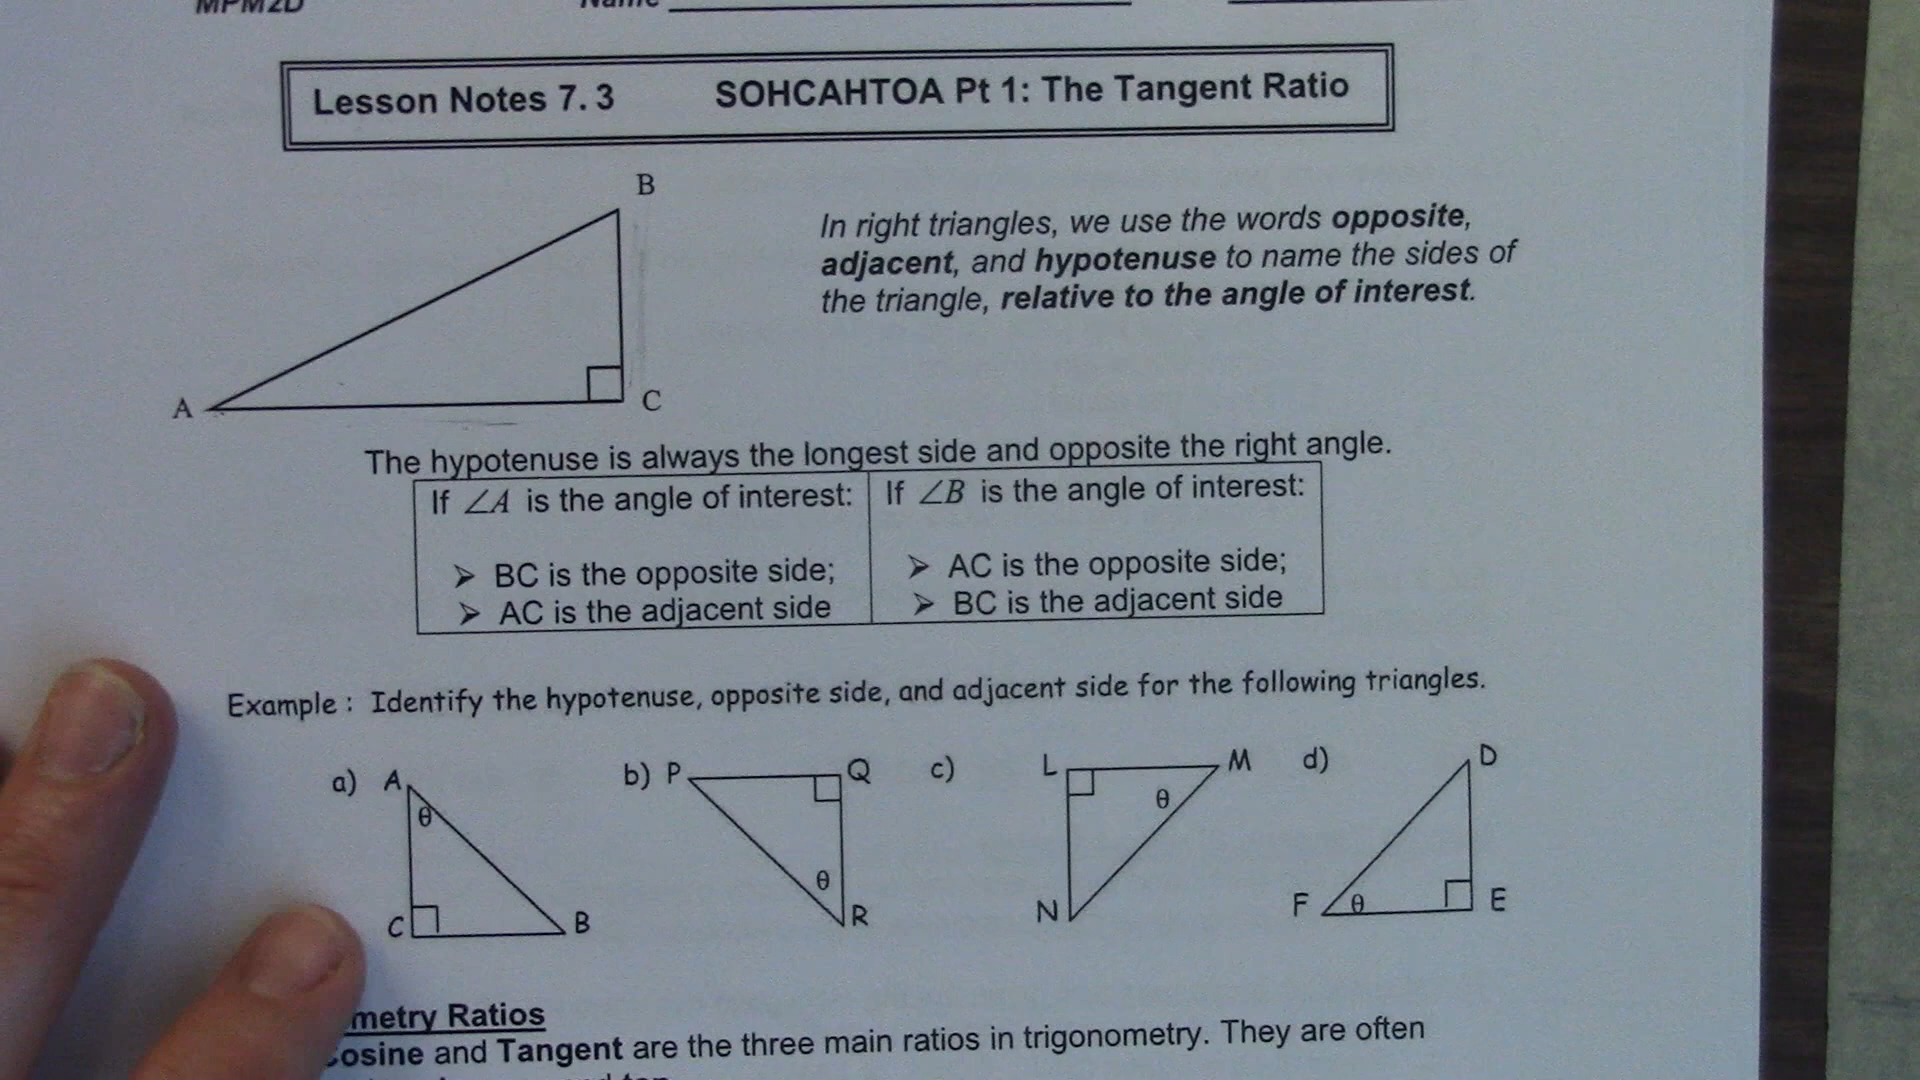 MPM2D Name
Lesson Notes 7. 3 SOHCAHTOA Pt 1: The Tangent Ratio
B
A
C
In right triangles, we use the words opposite,
adjacent, and hypotenuse to name the sides of
the triangle, relative to the angle of interest.
The hypotenuse is always the longest side and opposite the right angle.
If ∠A is the angle of interest:
➢ BC is the opposite side;
➢ AC is the adjacent side
If ∠B is the angle of interest:
➢ AC is the opposite side;
➢ BC is the adjacent side
Example : Identify the hypotenuse, opposite side, and adjacent side for the following triangles.
a) A θ C B
b) P Q θ R
c) L M θ N
d) D F θ E
metry Ratios
osine and Tangent are the three main ratios in trigonometry. They are often